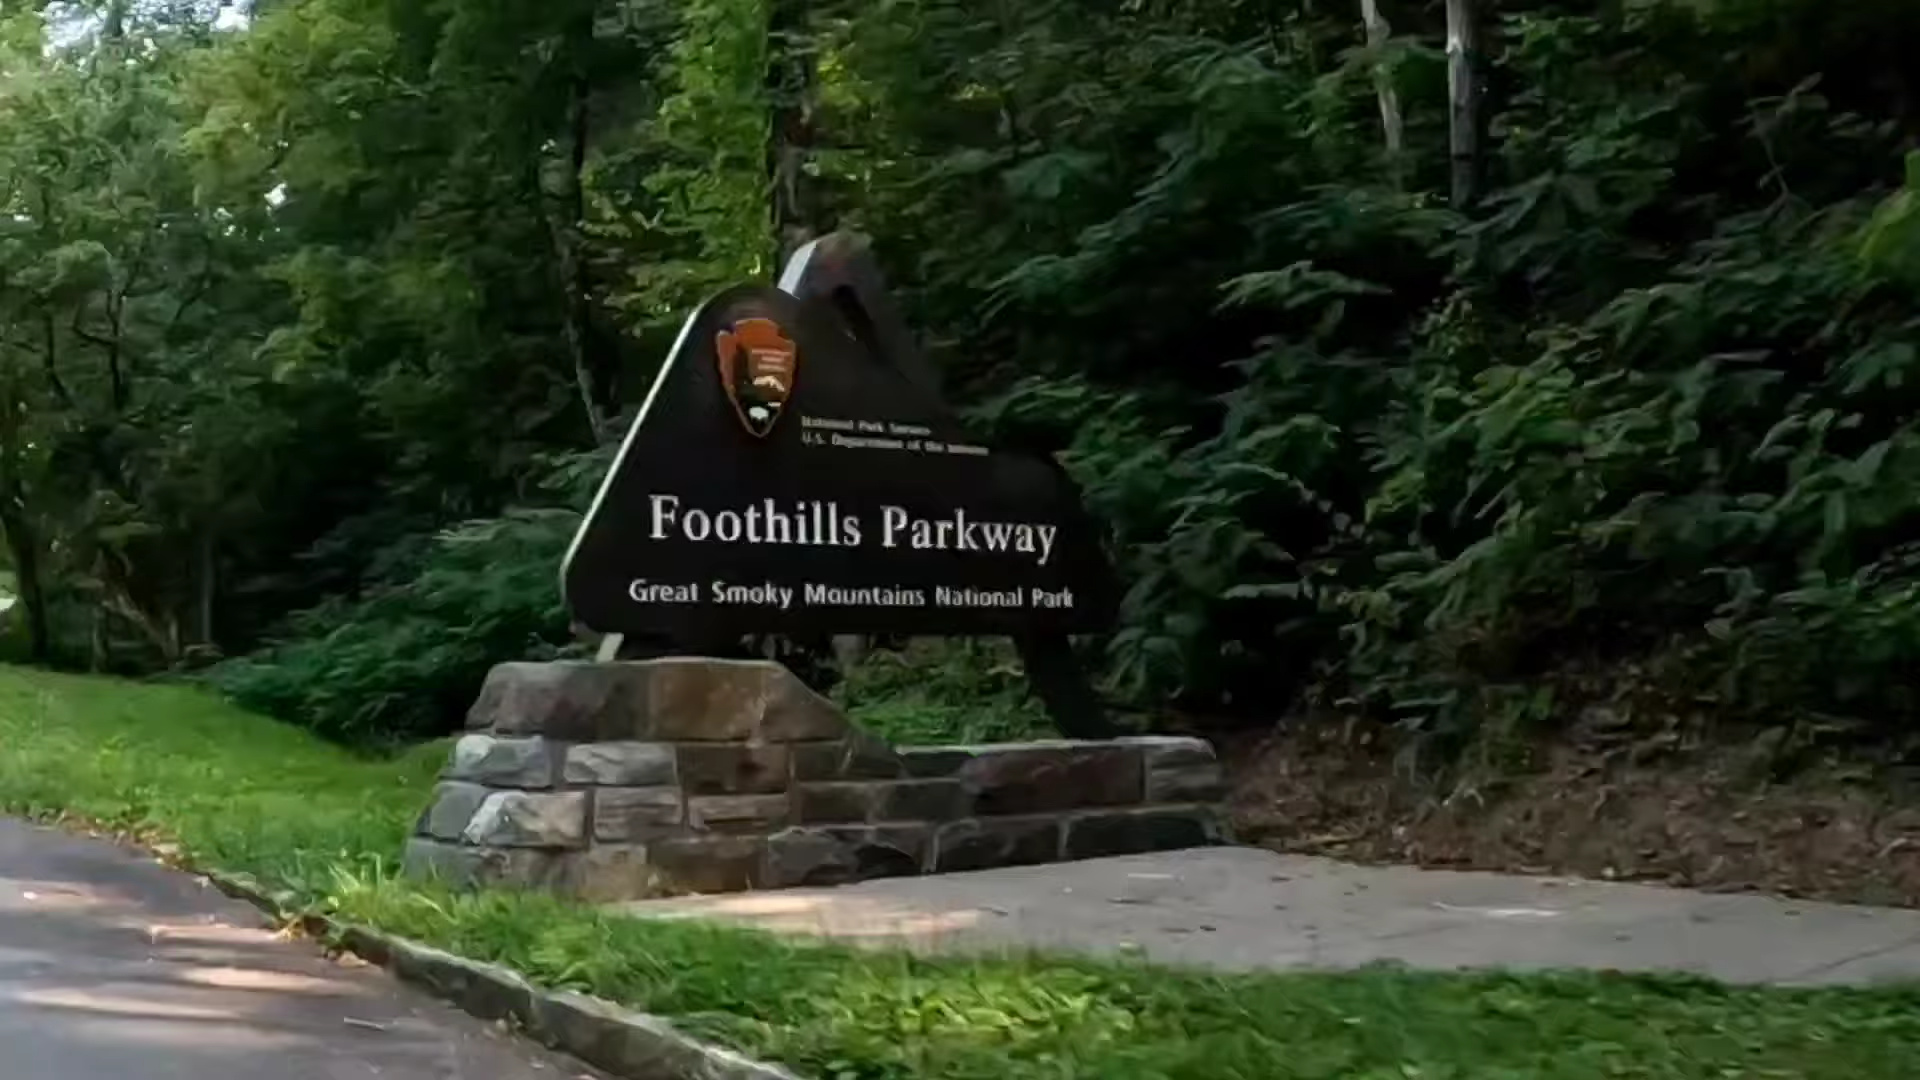 National Park Service
U.S. Department of the Interior
Foothills Parkway
Great Smoky Mountains National Park